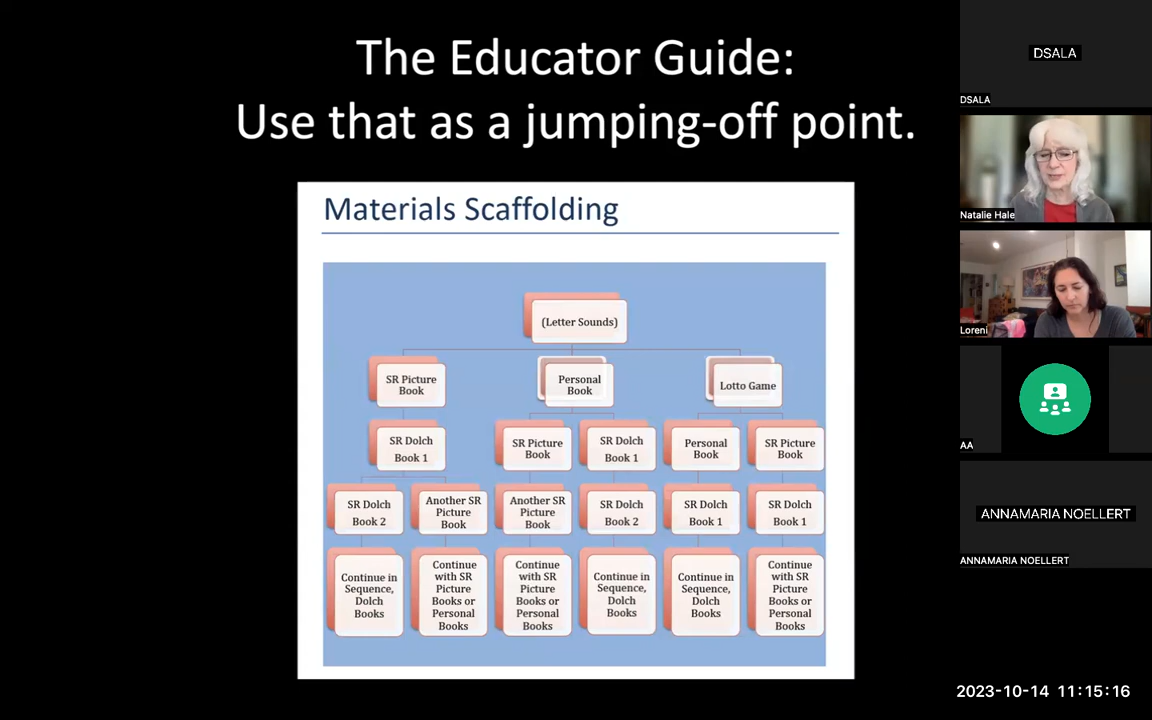 The Educator Guide:
Use that as a jumping-off point.
Materials Scaffolding
(Letter Sounds)
SR Picture
Book
Personal
Book
Lotto Game
SR Dolch
Book 1
SR Picture
Book
SR Dolch
Book 1
Personal
Book
SR Picture
Book
SR Dolch
Book 2
Another SR
Picture
Book
Another SR
Picture
Book
SR Dolch
Book 2
SR Dolch
Book 1
SR Dolch
Book 1
Continue in
Sequence,
Dolch
Books
Continue
with SR
Picture
Books or
Personal
Books
Continue
with SR
Picture
Books or
Personal
Books
Continue in
Sequence,
Dolch
Books
Continue in
Sequence,
Dolch
Books
Continue
with SR
Picture
Books or
Personal
Books
DSALA
DSALA
Natalie Hale
Loreni
AA
ANNAMARIA NOELLERT
ANNAMARIA NOELLERT
2023-10-14 11:15:16